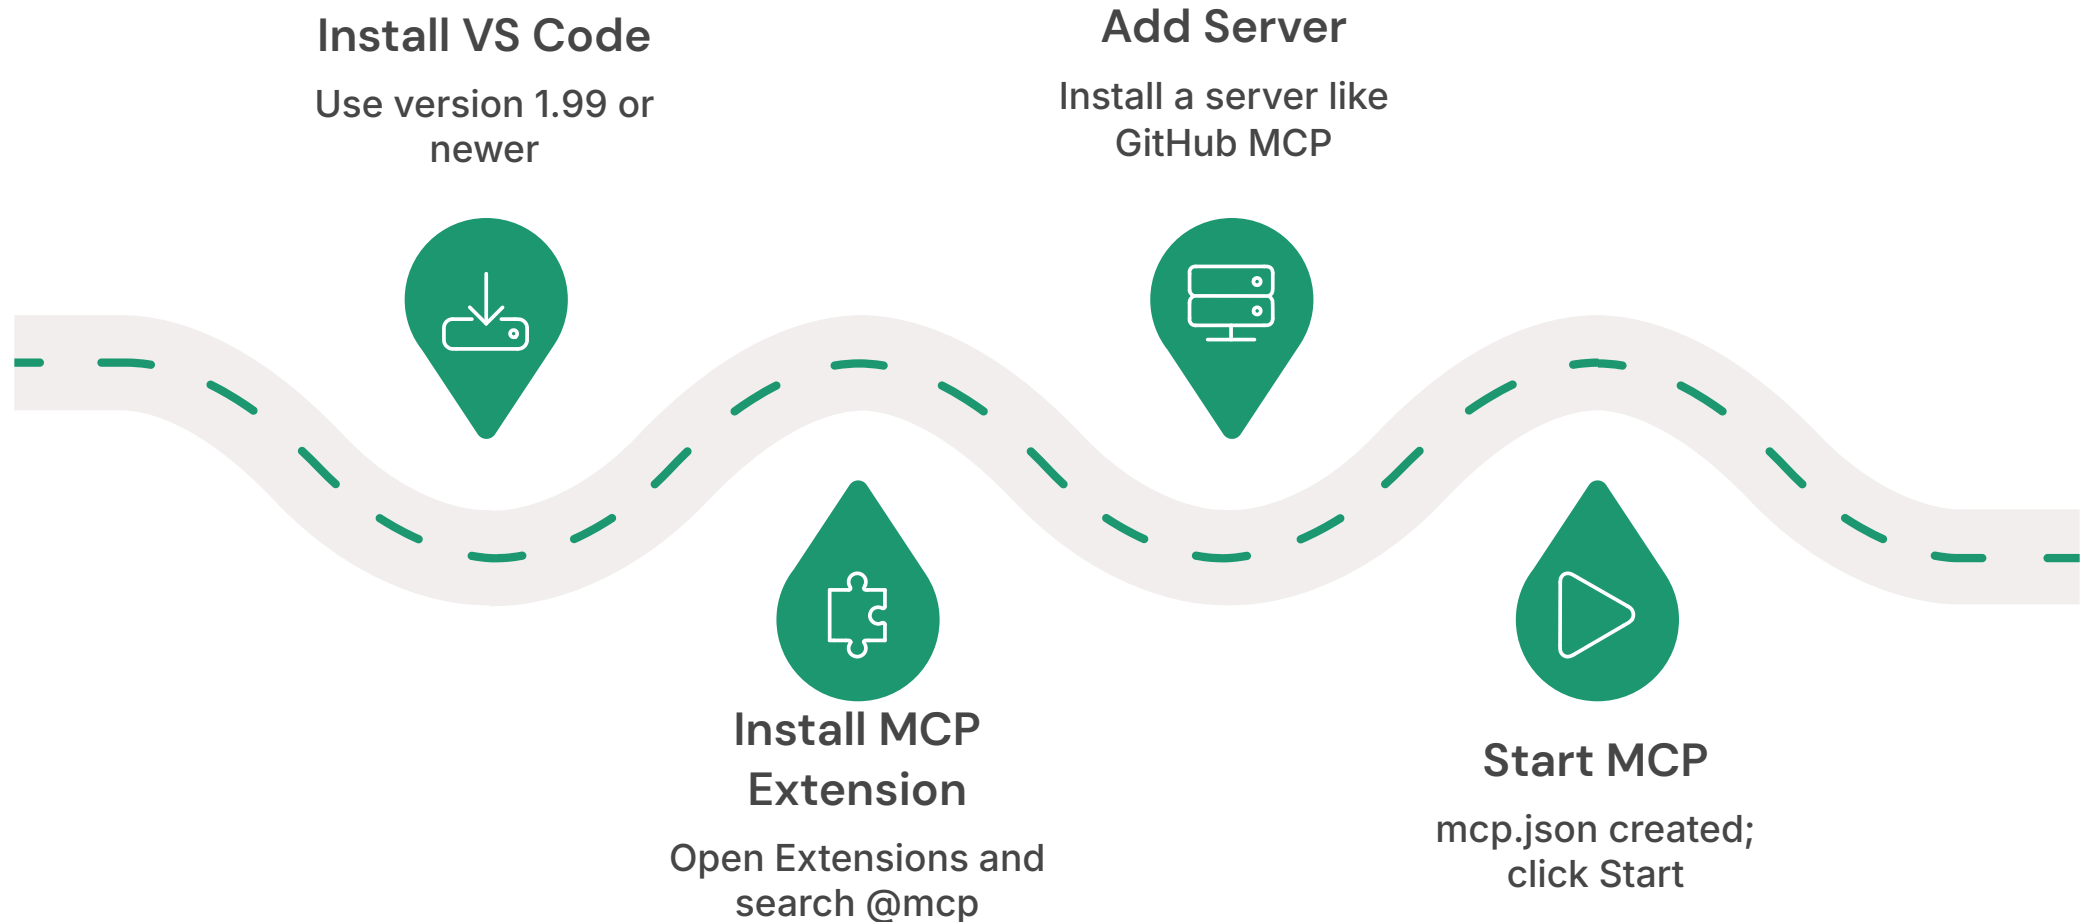 Install VS Code
Use version 1.99 or
newer
Install MCP
Extension
Open Extensions and
search @mcp
Add Server
Install a server like
GitHub MCP
Start MCP
mcp.json created;
click Start